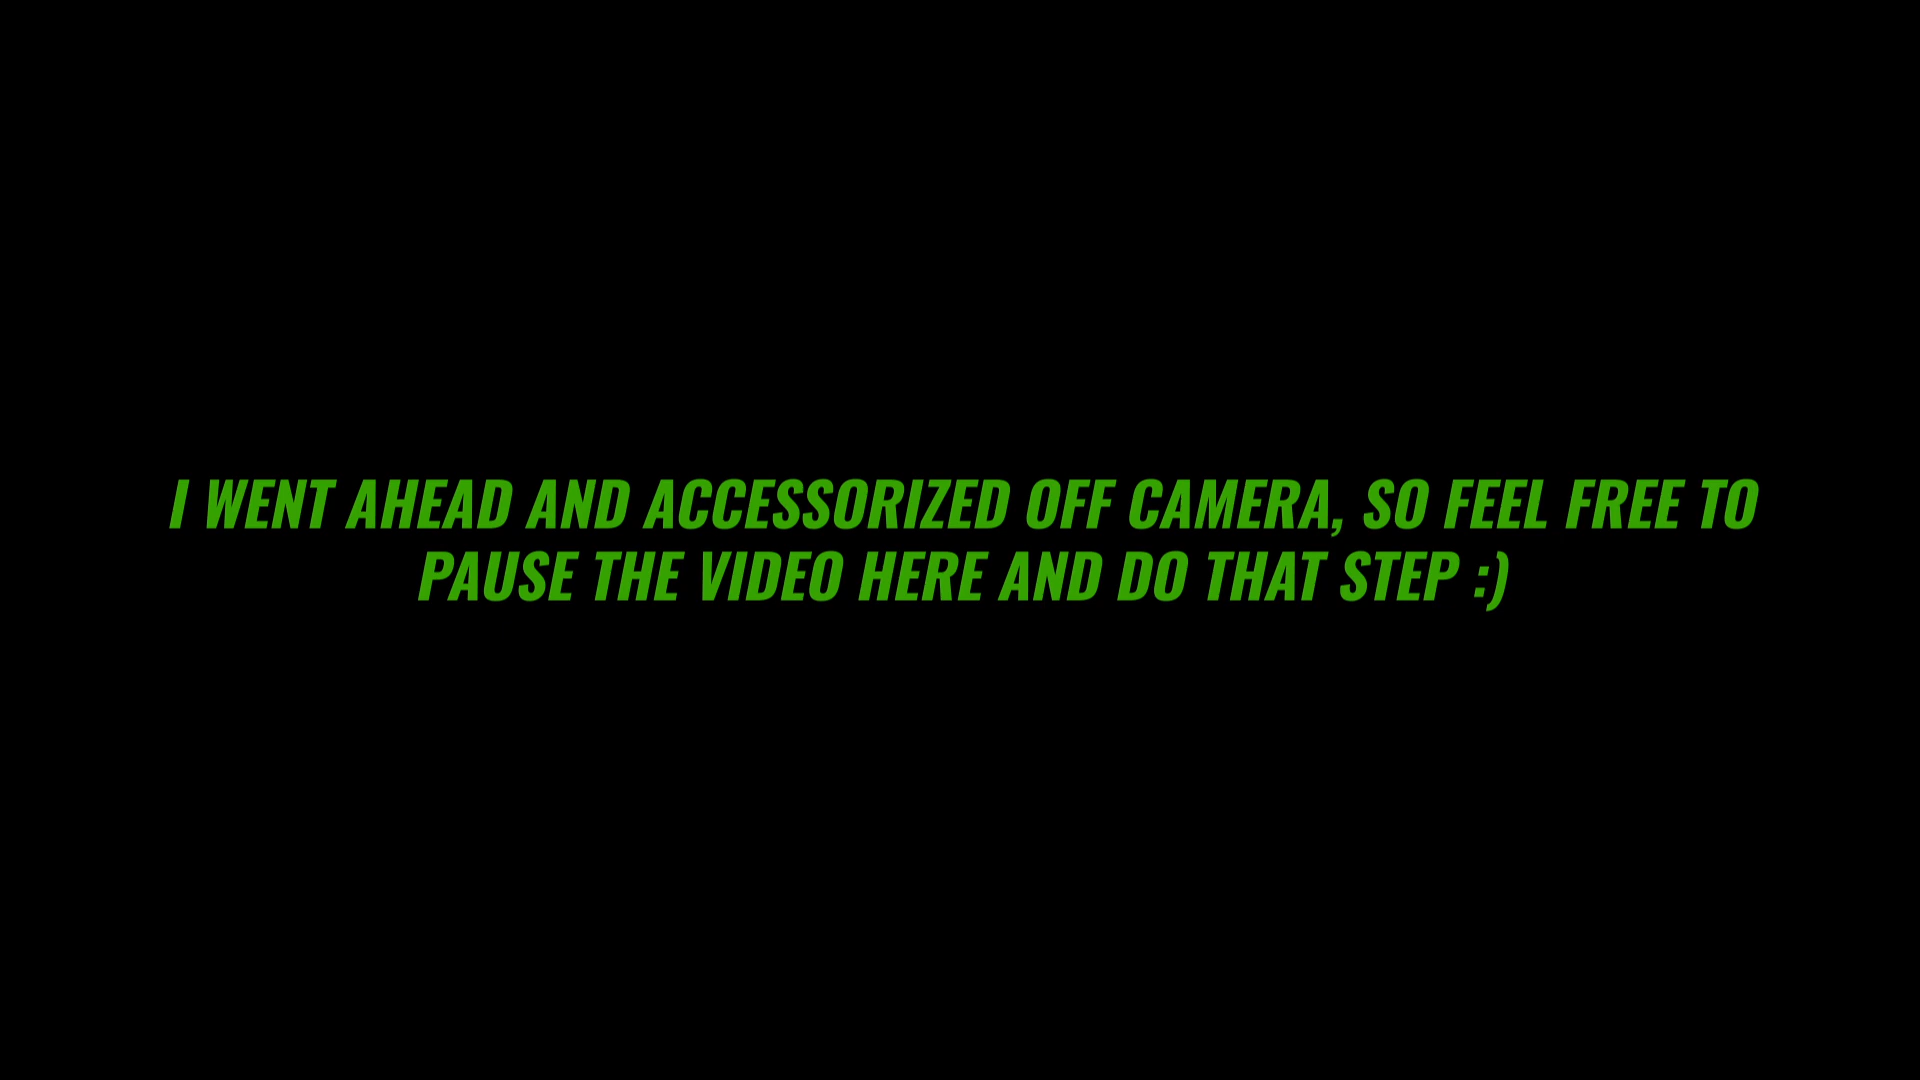 I WENT AHEAD AND ACCESSORIZED OFF CAMERA, SO FEEL FREE TO
PAUSE THE VIDEO HERE AND DO THAT STEP :)